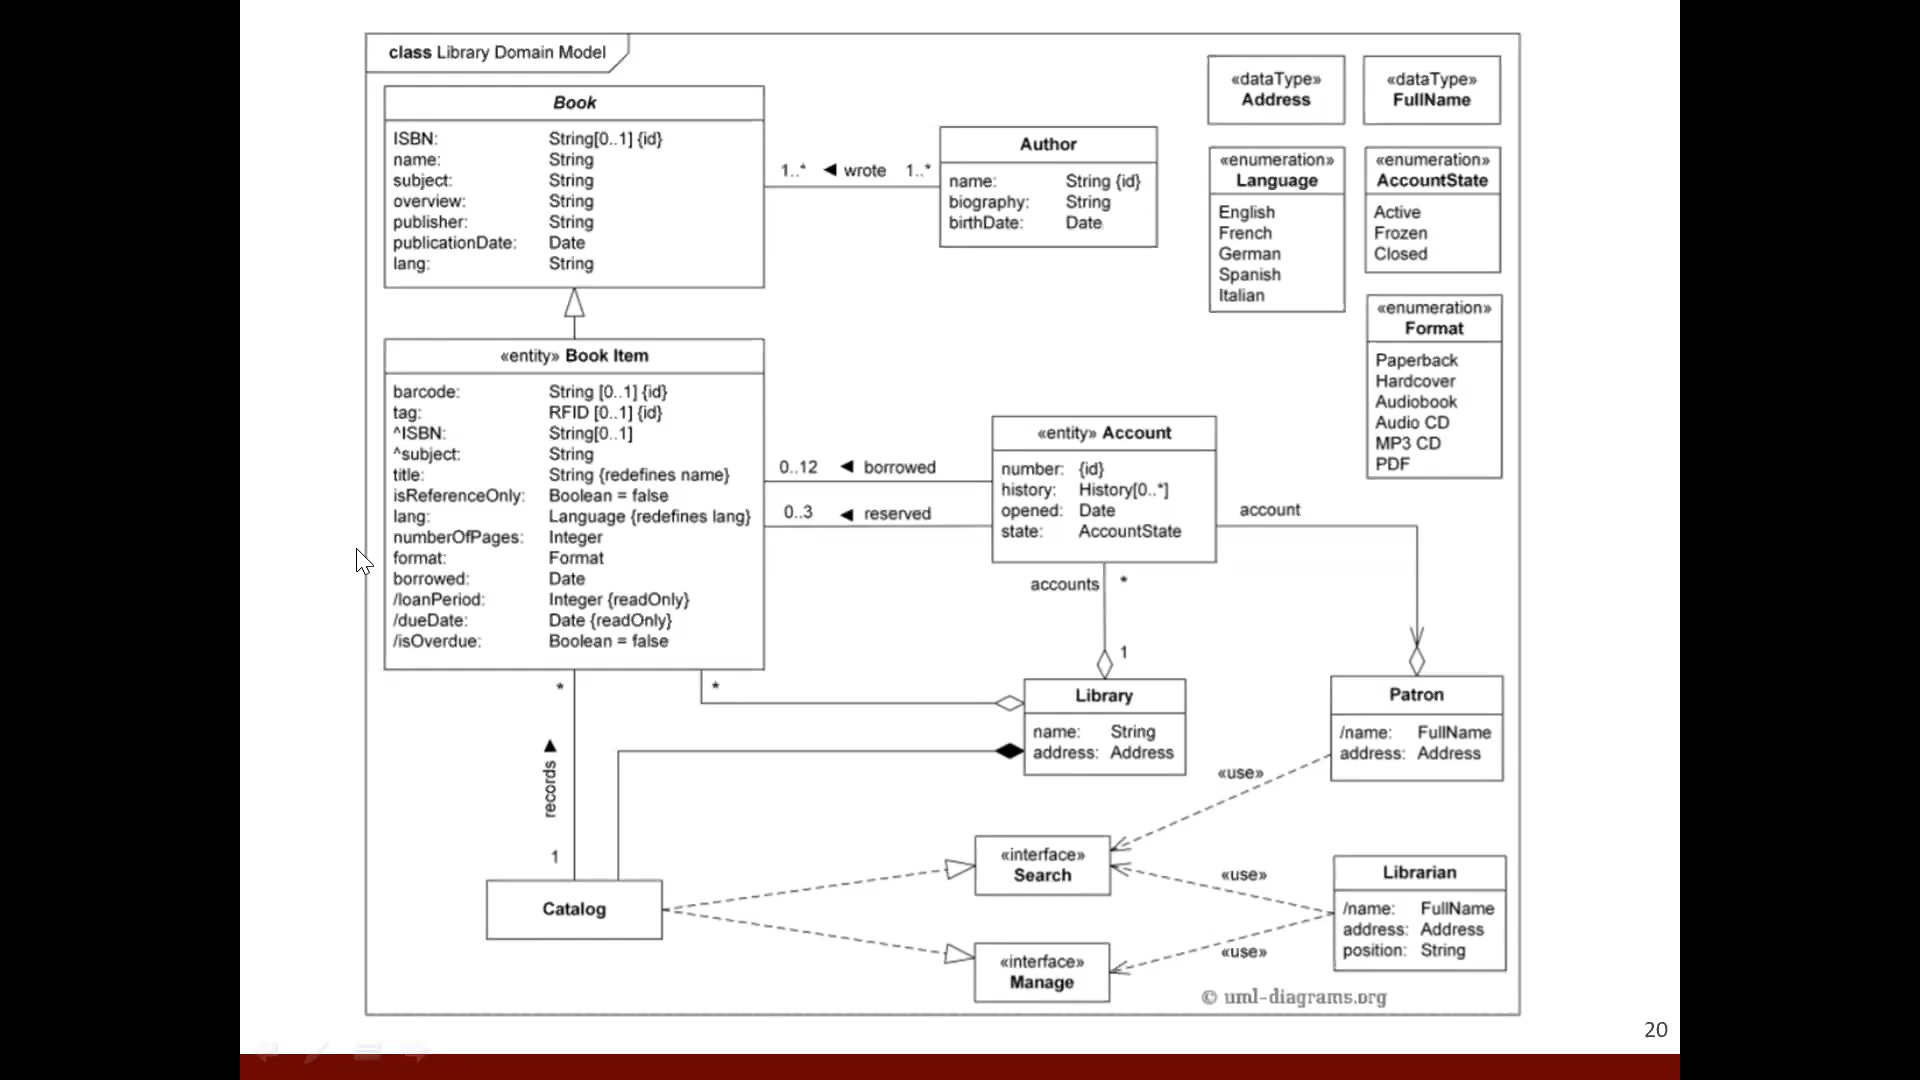 class Library Domain Model
Book
ISBN: String[0..1] {id}
name: String
subject: String
overview: String
publisher: String
publicationDate: Date
lang: String
1..* ◄ wrote 1..*
Author
name: String {id}
biography: String
birthDate: Date
«dataType»
Address
«dataType»
FullName
«enumeration»
Language
English
French
German
Spanish
Italian
«enumeration»
AccountState
Active
Frozen
Closed
«enumeration»
Format
Paperback
Hardcover
Audiobook
Audio CD
MP3 CD
PDF
«entity» Book Item
barcode: String [0..1] {id}
tag: RFID [0..1] {id}
^ISBN: String[0..1]
^subject: String
title: String {redefines name}
isReferenceOnly: Boolean = false
lang: Language {redefines lang}
numberOfPages: Integer
format: Format
borrowed: Date
/loanPeriod: Integer {readOnly}
/dueDate: Date {readOnly}
/isOverdue: Boolean = false
0..12 ◄ borrowed
0..3 ◄ reserved
«entity» Account
number: {id}
history: History[0..*]
opened: Date
state: AccountState
account
accounts *
1
*
*
Library
name: String
address: Address
Patron
/name: FullName
address: Address
records ►
1
Catalog
«use»
«interface»
Search
«use»
«use»
«interface»
Manage
Librarian
/name: FullName
address: Address
position: String
© uml-diagrams.org
20